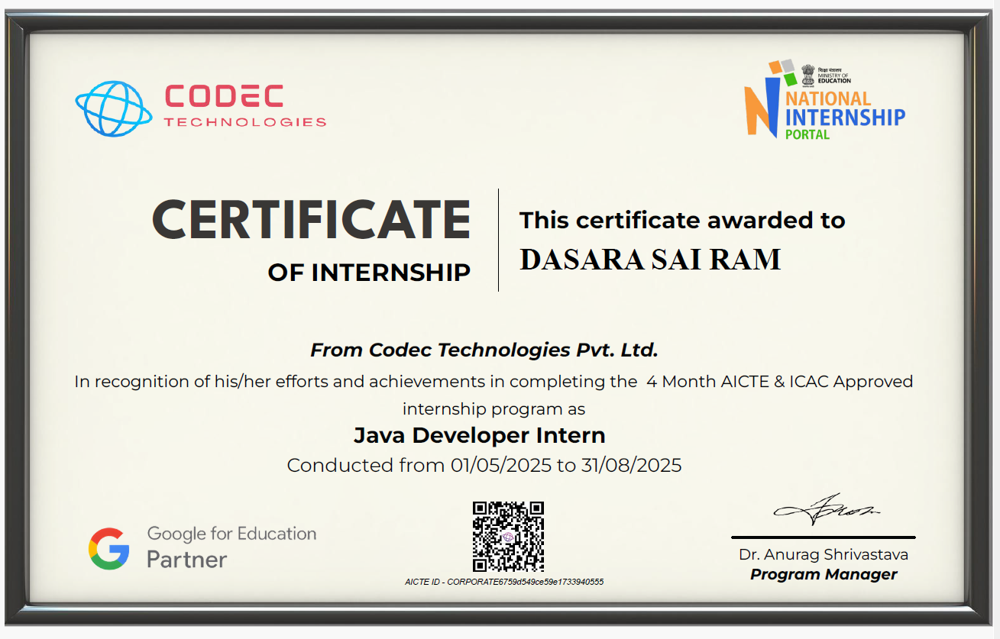 CODEC
TECHNOLOGIES
शिक्षा मंत्रालय
MINISTRY OF
EDUCATION
NATIONAL
INTERNSHIP
PORTAL
CERTIFICATE
OF INTERNSHIP
This certificate awarded to
DASARA SAI RAM
From Codec Technologies Pvt. Ltd.
In recognition of his/her efforts and achievements in completing the 4 Month AICTE & ICAC Approved
internship program as
Java Developer Intern
Conducted from 01/05/2025 to 31/08/2025
Google for Education
Partner
AICTE ID - CORPORATE6759d549ce59e1733940555
Dr. Anurag Shrivastava
Program Manager